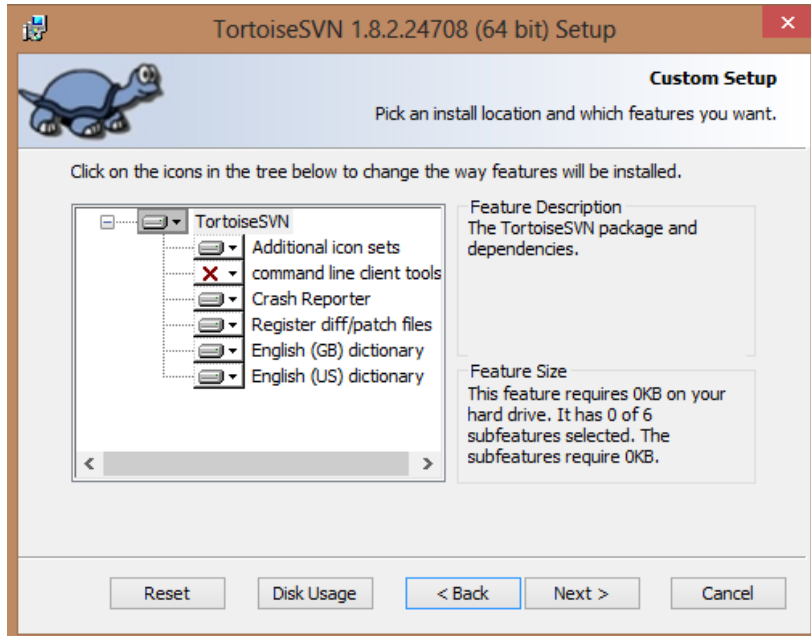 TortoiseSVN 1.8.2.24708 (64 bit) Setup
Custom Setup
Pick an install location and which features you want.
Click on the icons in the tree below to change the way features will be installed.
TortoiseSVN
Additional icon sets
command line client tools
Crash Reporter
Register diff/patch files
English (GB) dictionary
English (US) dictionary
Feature Description
The TortoiseSVN package and
dependencies.
Feature Size
This feature requires 0KB on your
hard drive. It has 0 of 6
subfeatures selected. The
subfeatures require 0KB.
Reset
Disk Usage
< Back
Next >
Cancel